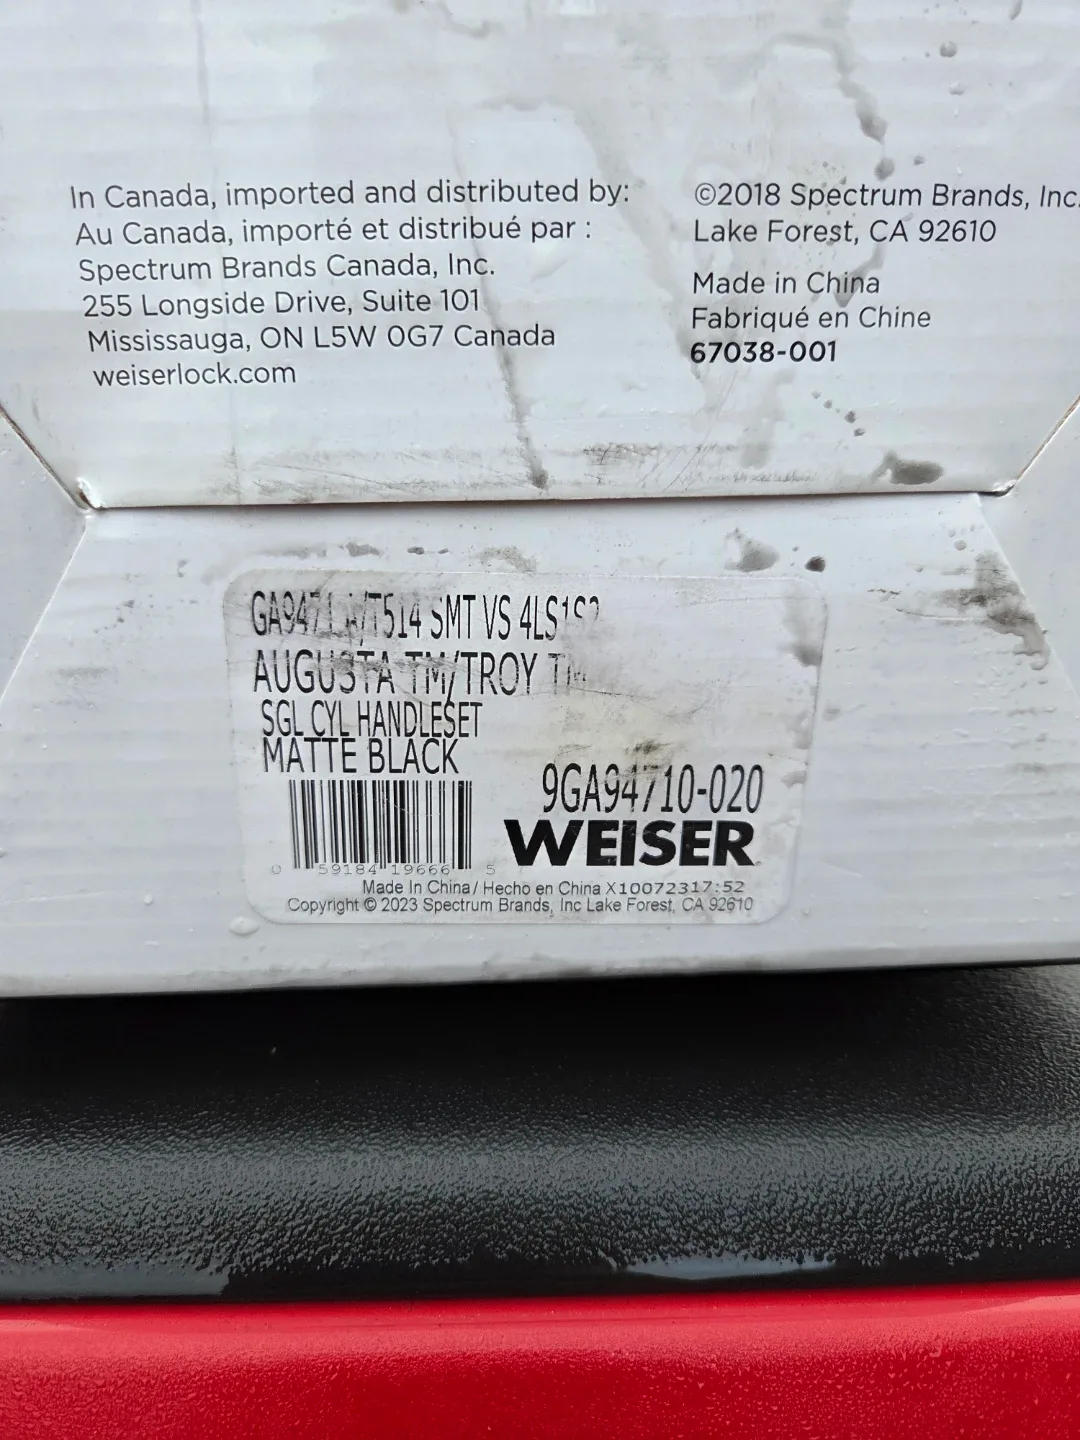 In Canada, imported and distributed by:
Au Canada, importé et distribué par :
Spectrum Brands Canada, Inc.
255 Longside Drive, Suite 101
Mississauga, ON L5W 0G7 Canada
weiserlock.com
©2018 Spectrum Brands, Inc.
Lake Forest, CA 92610
Made in China
Fabriqué en Chine
67038-001
SMT VS
AUGUSTA TM/TROY
SGL CYL HANDLESET
MATTE BLACK
9GA94710-020
WEISER
0 59184 19666 5
Made In China/ Hecho en China X10072317:52
Copyright © 2023 Spectrum Brands, Inc Lake Forest, CA 92610